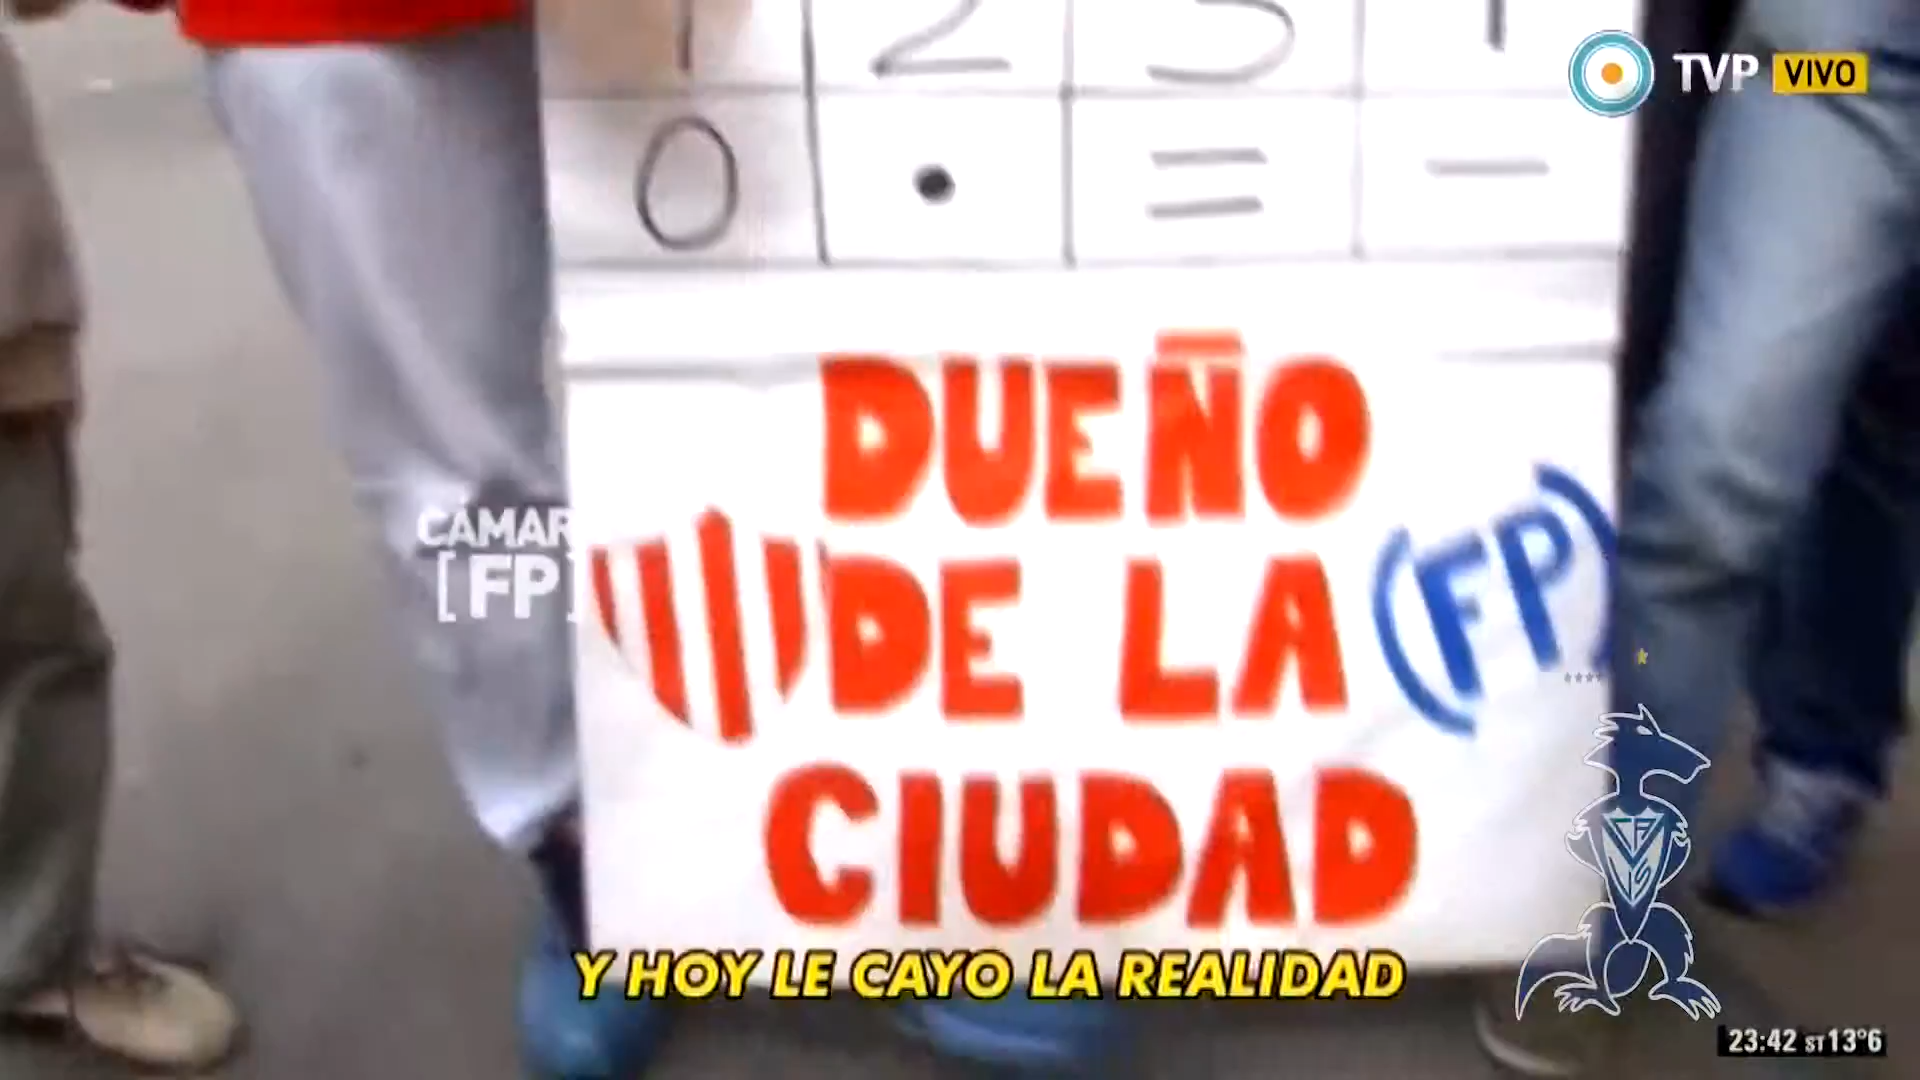 1 2 3
TVP VIVO
0 • = −
DUEÑO
DE LA
(FP)
CIUDAD
CÁMAR
[FP]
Y HOY LE CAYO LA REALIDAD
23:42 ST 13°6